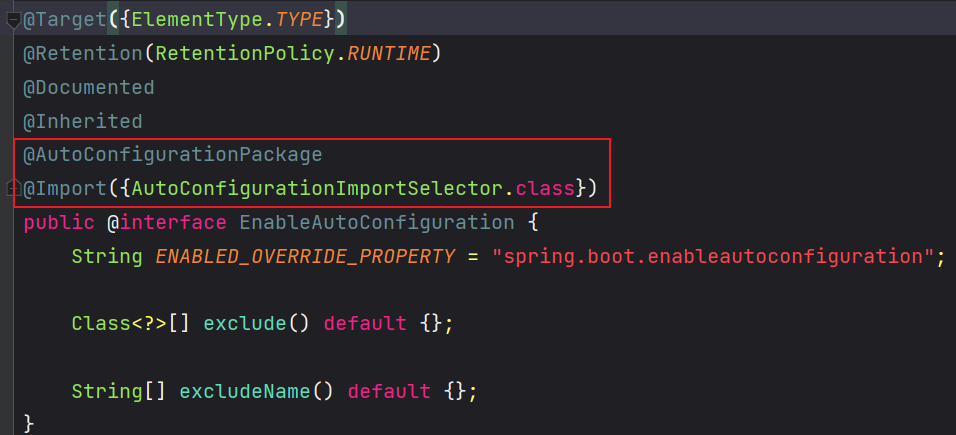 @Target({ElementType.TYPE})
@Retention(RetentionPolicy.RUNTIME)
@Documented
@Inherited
@AutoConfigurationPackage
@Import({AutoConfigurationImportSelector.class})
public @interface EnableAutoConfiguration {
    String ENABLED_OVERRIDE_PROPERTY = "spring.boot.enableautoconfiguration";
    Class<?>[] exclude() default {};
    String[] excludeName() default {};
}